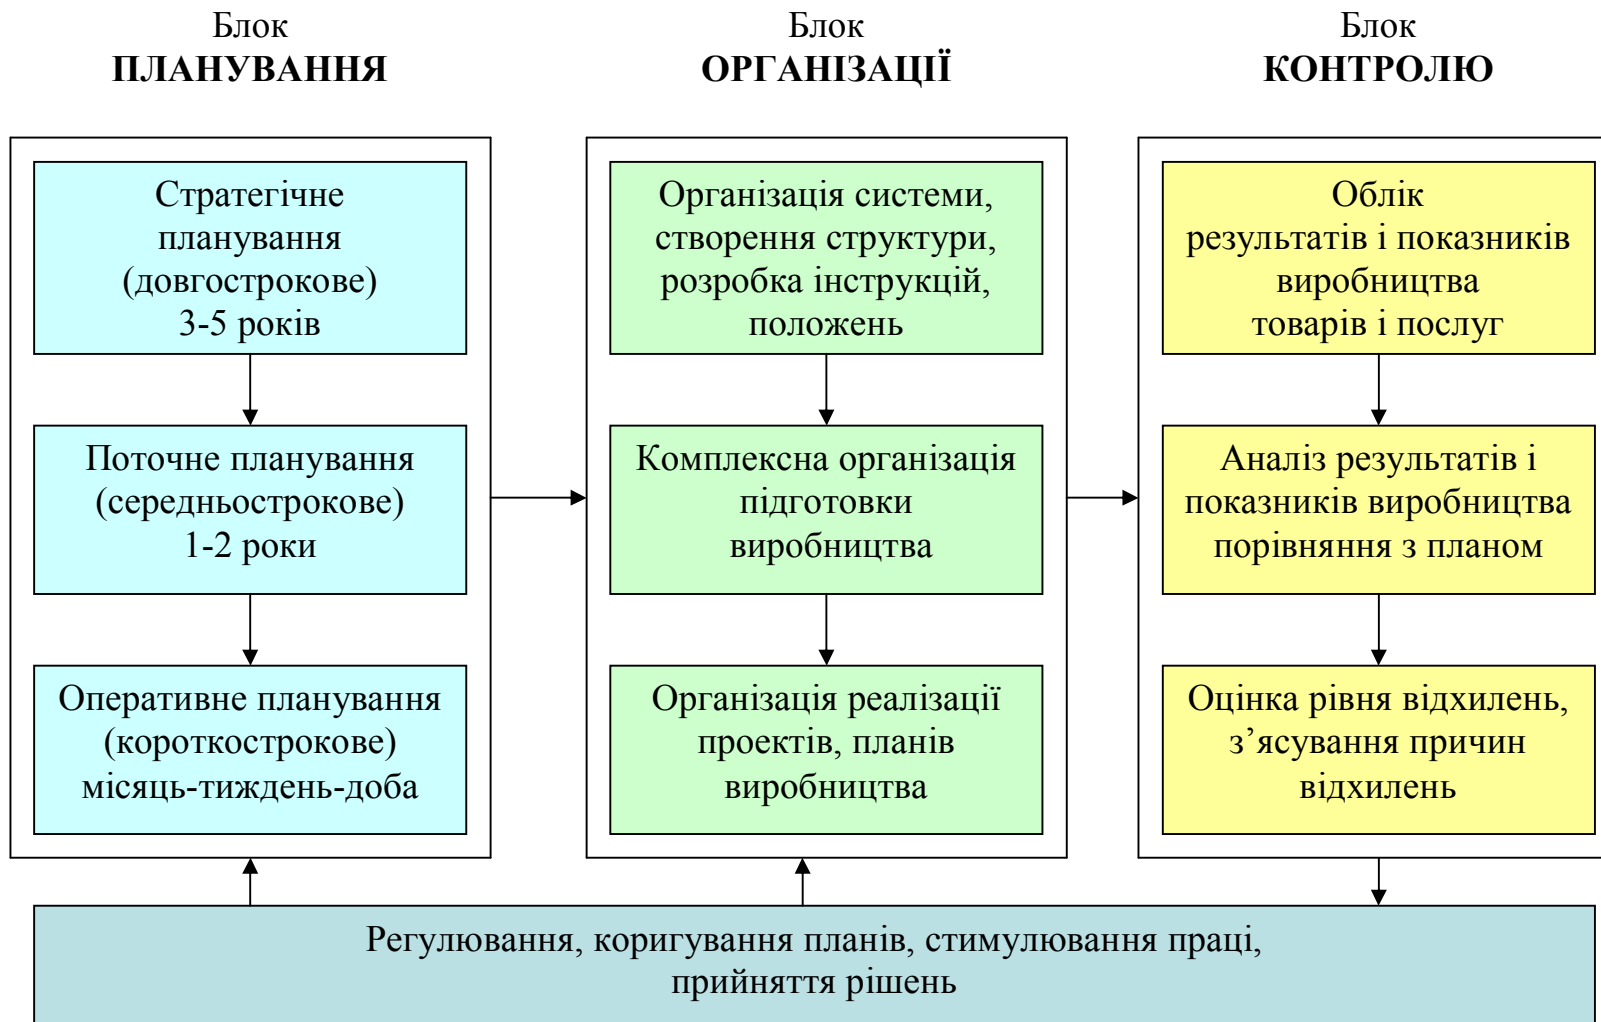 Блок
ПЛАНУВАННЯ
Блок
ОРГАНІЗАЦІЇ
Блок
КОНТРОЛЮ
Стратегічне
планування
(довгострокове)
3-5 років
Поточне планування
(середньострокове)
1-2 роки
Оперативне планування
(короткострокове)
місяць-тиждень-доба
Організація системи,
створення структури,
розробка інструкцій,
положень
Комплексна організація
підготовки
виробництва
Організація реалізації
проектів, планів
виробництва
Облік
результатів і показників
виробництва
товарів і послуг
Аналіз результатів і
показників виробництва
порівняння з планом
Оцінка рівня відхилень,
з’ясування причин
відхилень
Регулювання, коригування планів, стимулювання праці,
прийняття рішень